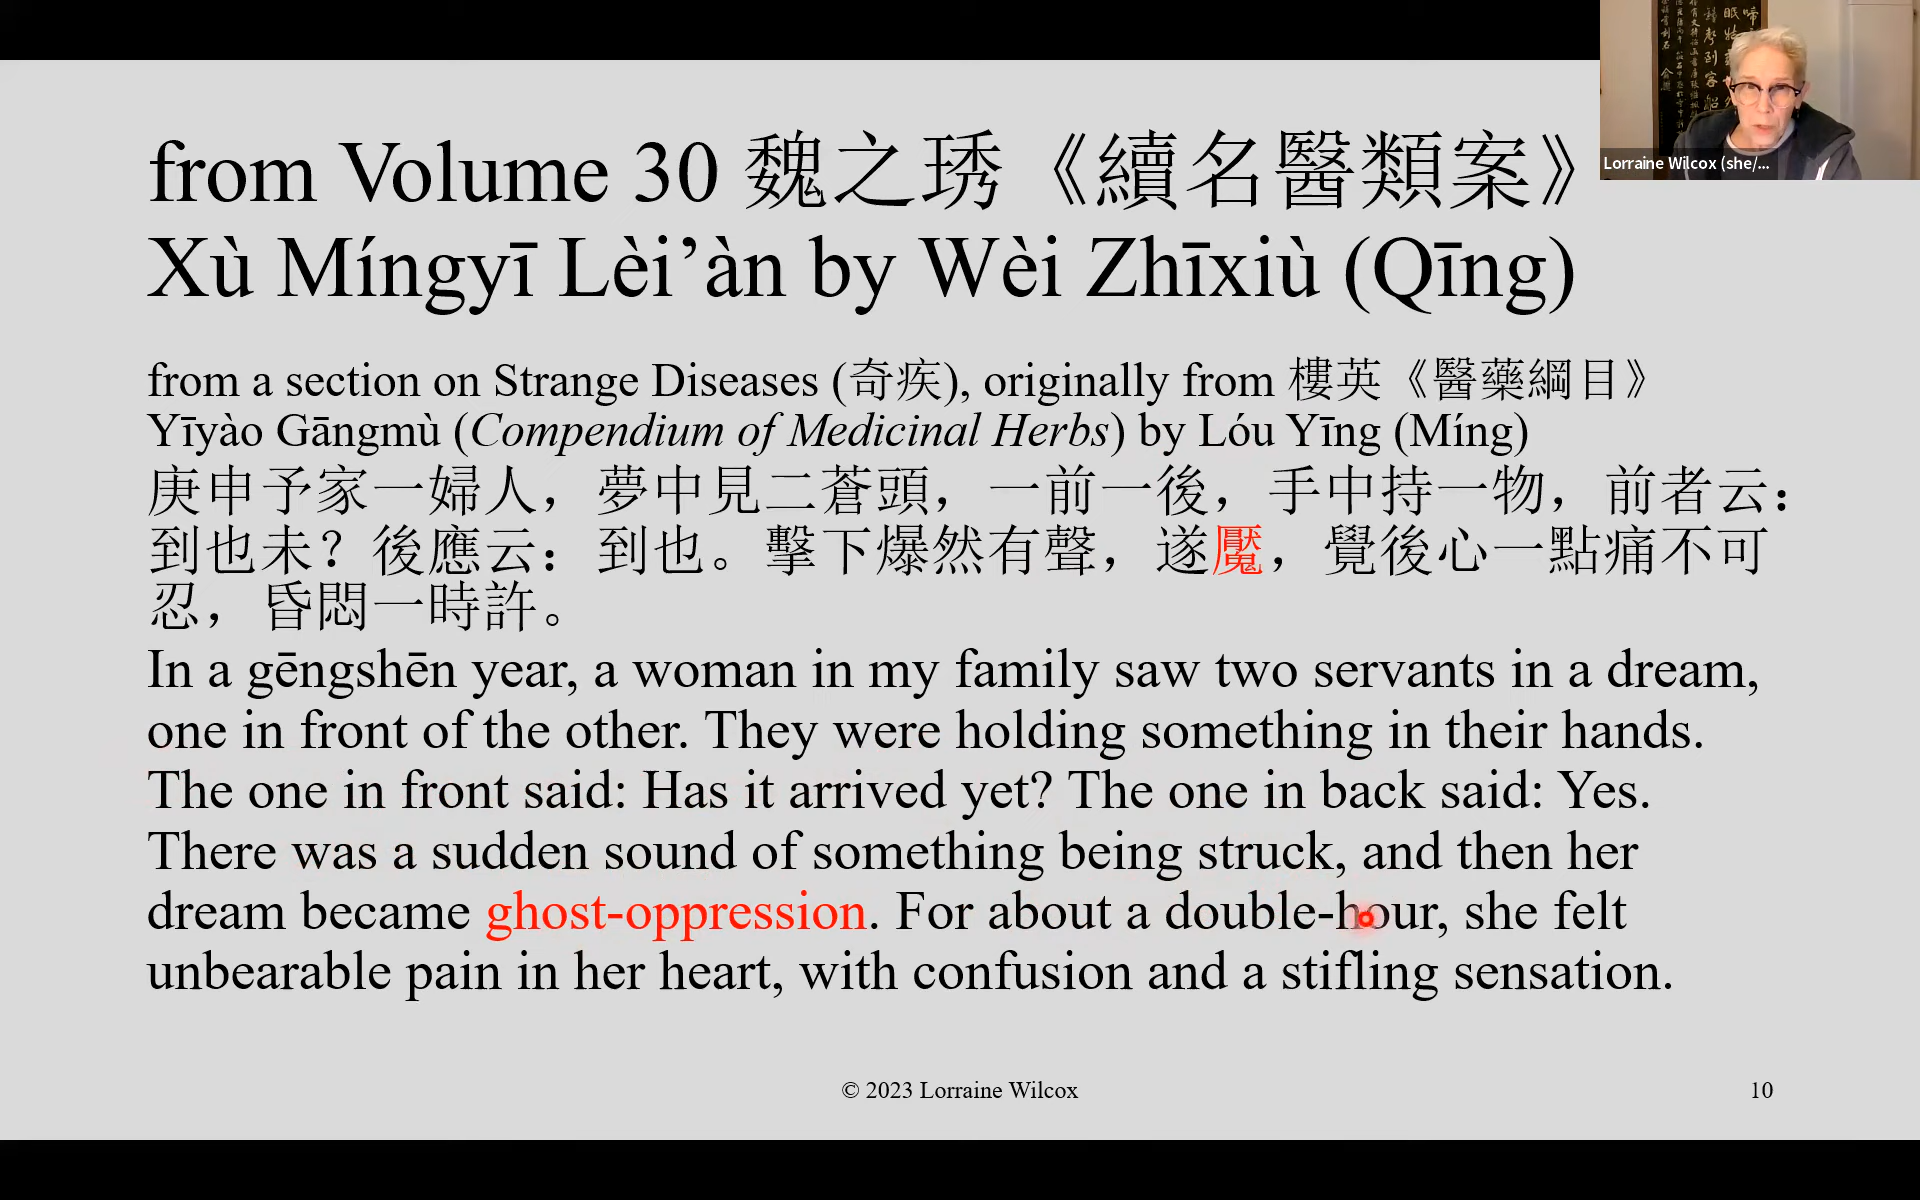 from Volume 30 魏之琇《續名醫類案》
Xù Míngyī Lèi’àn by Wèi Zhīxiù (Qīng)
from a section on Strange Diseases (奇疾), originally from 樓英《醫藥綱目》
Yīyào Gāngmù (Compendium of Medicinal Herbs) by Lóu Yīng (Míng)
庚申予家一婦人，夢中見二蒼頭，一前一後，手中持一物，前者云：
到也未？後應云：到也。擊下爆然有聲，遂魘，覺後心一點痛不可
忍，昏悶一時許。
In a gēngshēn year, a woman in my family saw two servants in a dream,
one in front of the other. They were holding something in their hands.
The one in front said: Has it arrived yet? The one in back said: Yes.
There was a sudden sound of something being struck, and then her
dream became ghost-oppression. For about a double-hour, she felt
unbearable pain in her heart, with confusion and a stifling sensation.
© 2023 Lorraine Wilcox
10
Lorraine Wilcox (she/...